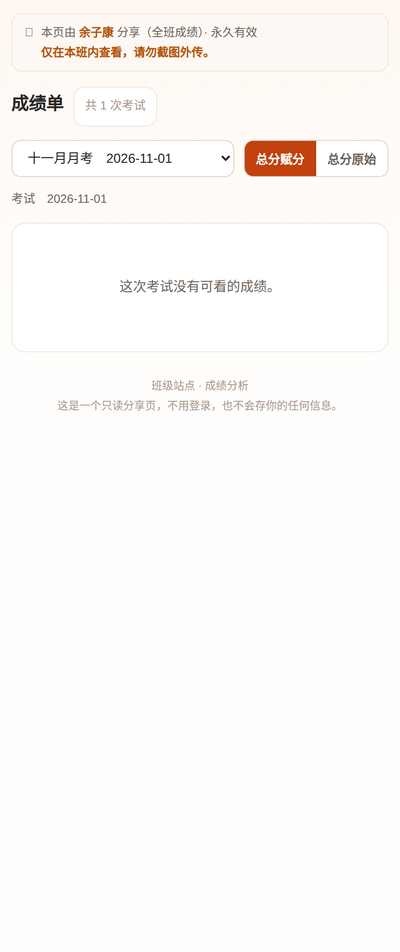 本页由 余子康 分享（全班成绩）· 永久有效
仅在本班内查看，请勿截图外传。
成绩单 共 1 次考试
十一月月考 2026-11-01 总分赋分 总分原始
考试 2026-11-01
这次考试没有可看的成绩。
班级站点 · 成绩分析
这是一个只读分享页，不用登录，也不会存你的任何信息。